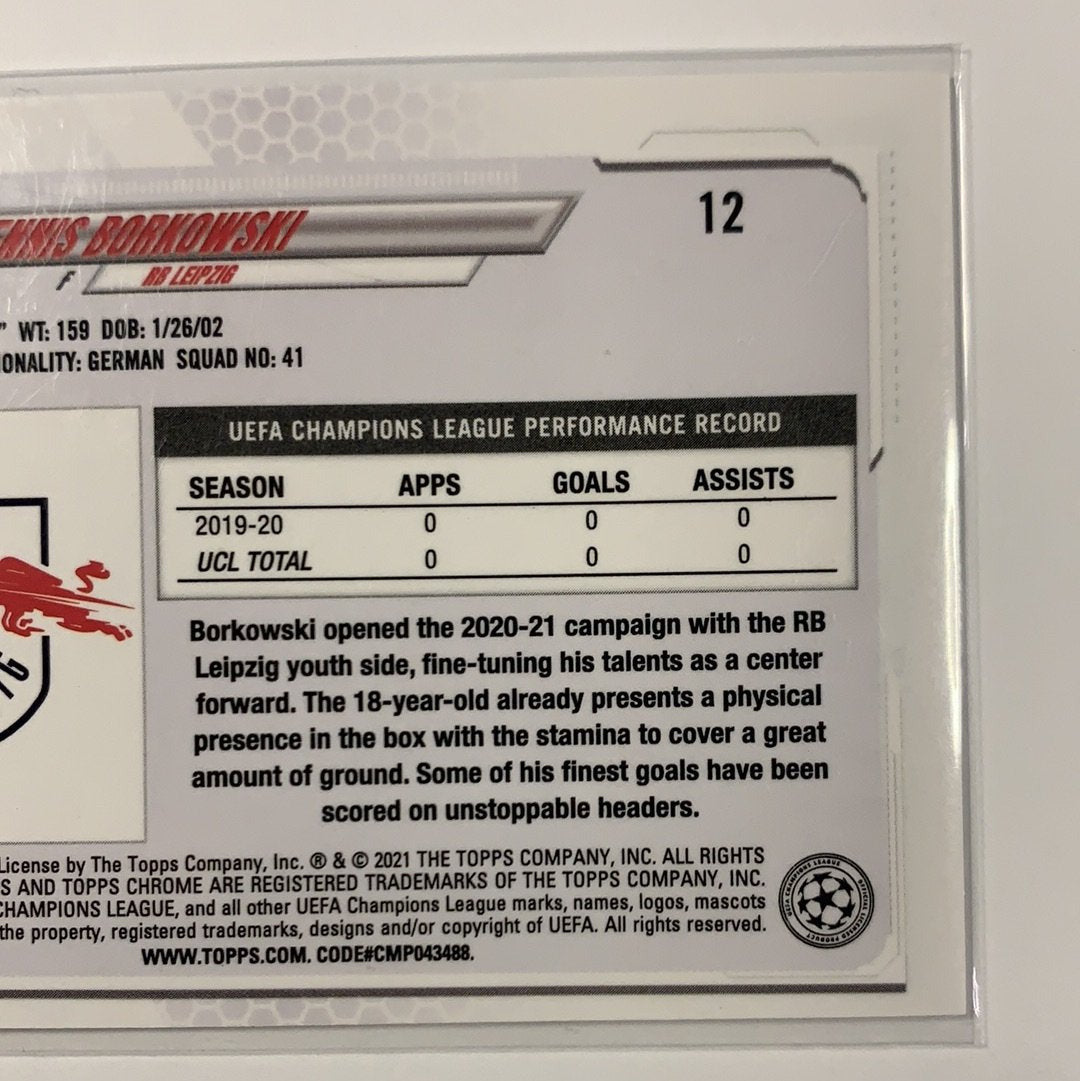 12
ENNIS BORKOWSKI
F RB LEIPZIG
" WT: 159 DOB: 1/26/02
ONALITY: GERMAN SQUAD NO: 41
UEFA CHAMPIONS LEAGUE PERFORMANCE RECORD
SEASON APPS GOALS ASSISTS
2019-20 0 0 0
UCL TOTAL 0 0 0
Borkowski opened the 2020-21 campaign with the RB
Leipzig youth side, fine-tuning his talents as a center
forward. The 18-year-old already presents a physical
presence in the box with the stamina to cover a great
amount of ground. Some of his finest goals have been
scored on unstoppable headers.
License by The Topps Company, Inc. ® & © 2021 THE TOPPS COMPANY, INC. ALL RIGHTS
S AND TOPPS CHROME ARE REGISTERED TRADEMARKS OF THE TOPPS COMPANY, INC.
CHAMPIONS LEAGUE, and all other UEFA Champions League marks, names, logos, mascots
the property, registered trademarks, designs and/or copyright of UEFA. All rights reserved.
WWW.TOPPS.COM. CODE#CMP043488.
UEFA CHAMPIONS LEAGUE OFFICIAL LICENSED PRODUCT